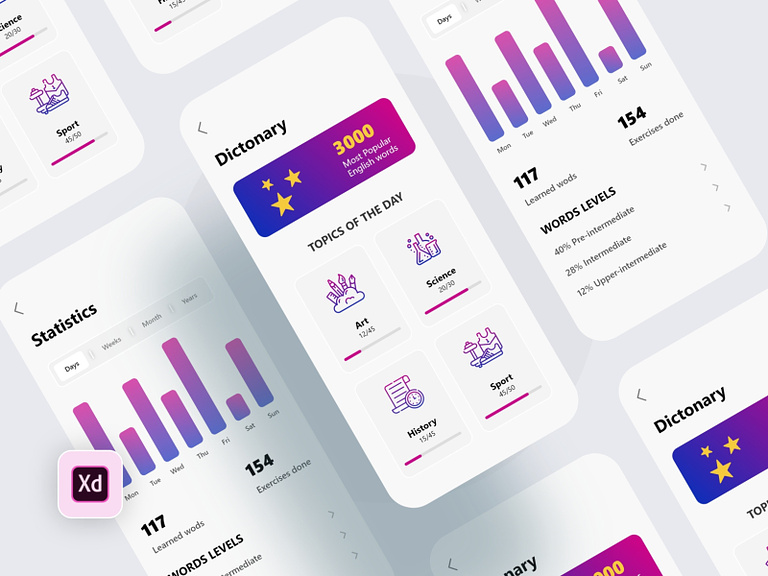 cience
20/30
Sport
45/50
15/45
Dictonary
3000
Most Popular
English words
TOPICS OF THE DAY
Art
12/45
Science
20/30
History
15/45
Sport
45/50
Days
Mon
Tue
Wed
Thu
Fri
Sat
Sun
117
Learned wods
154
Exercises done
WORDS LEVELS
40% Pre-intermediate
28% Intermediate
12% Upper-intermediate
Statistics
Days
Weeks
Month
Years
Mon
Tue
Wed
Thu
Fri
Sat
Sun
117
Learned wods
154
Exercises done
WORDS LEVELS
Xd
Dictonary
Dictonary